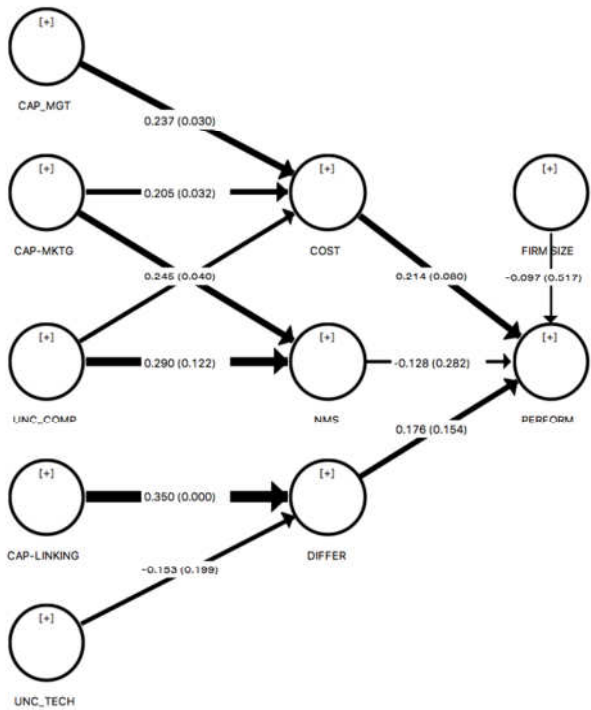 [+]
CAP_MGT
0.237 (0.030)
[+]
[+]
[+]
CAP-MKTG
0.205 (0.032)
COST
FIRM SIZE
0.245 (0.040)
0.214 (0.080)
-0.097 (0.517)
[+]
[+]
[+]
UNC_COMP
0.290 (0.122)
NMS
-0.128 (0.282)
PERFORM
0.176 (0.154)
[+]
[+]
CAP-LINKING
0.350 (0.000)
DIFFER
-0.153 (0.199)
[+]
UNC_TECH